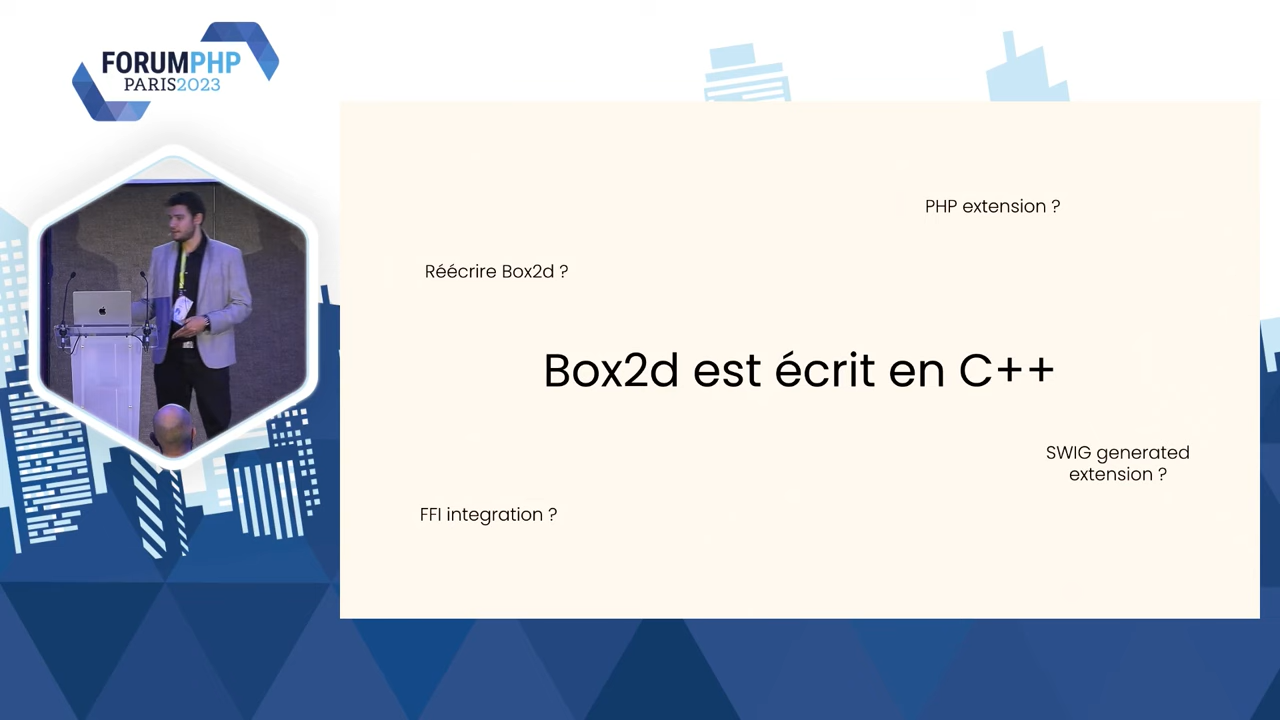 FORUMPHP
PARIS2023
PHP extension ?
Réécrire Box2d ?
Box2d est écrit en C++
SWIG generated
extension ?
FFI integration ?